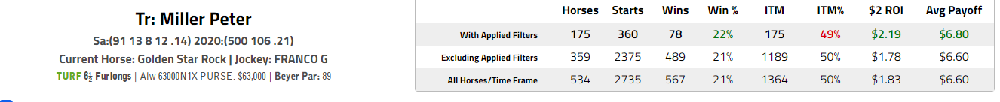 Tr: Miller Peter
Sa:(91 13 8 12 .14) 2020:(500 106 .21)
Current Horse: Golden Star Rock | Jockey: FRANCO G
TURF 6½ Furlongs | Alw 63000N1X PURSE: $63,000 | Beyer Par: 89
Horses Starts Wins Win % ITM ITM% $2 ROI Avg Payoff
With Applied Filters 175 360 78 22% 175 49% $2.19 $6.80
Excluding Applied Filters 359 2375 489 21% 1189 50% $1.78 $6.60
All Horses/Time Frame 534 2735 567 21% 1364 50% $1.83 $6.60